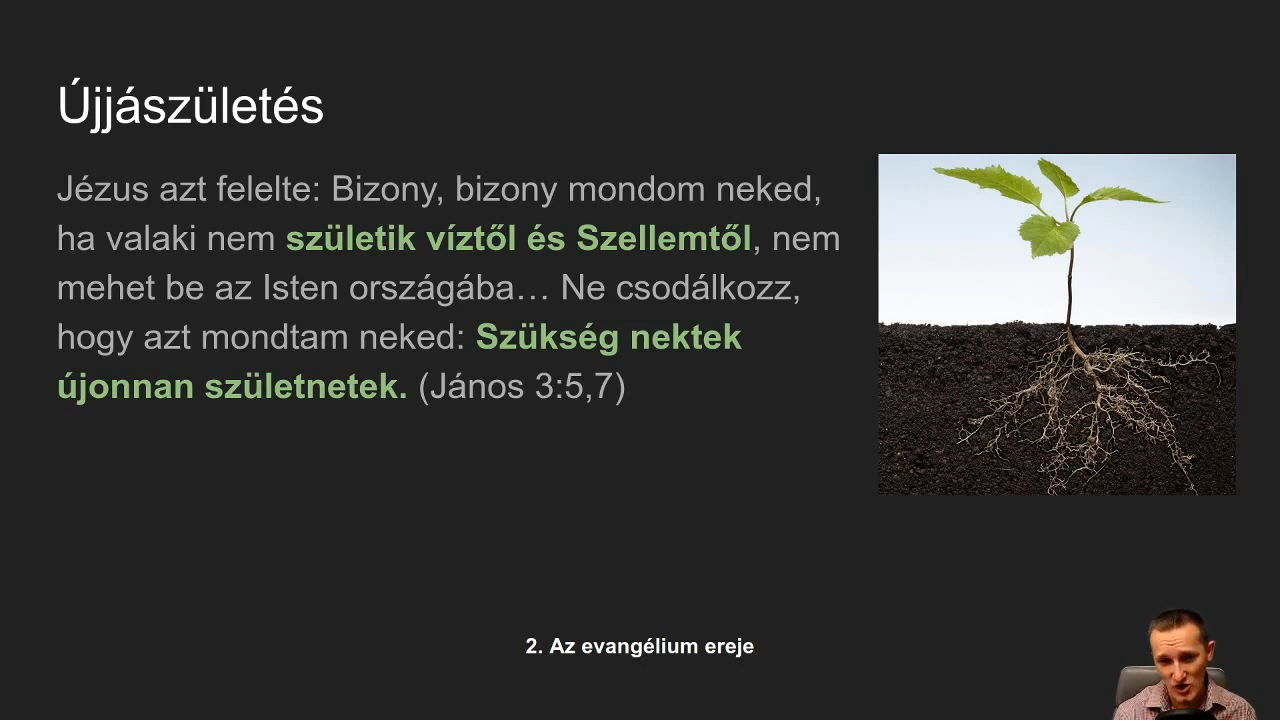 Újjászületés
Jézus azt felelte: Bizony, bizony mondom neked,
ha valaki nem születik víztől és Szellemtől, nem
mehet be az Isten országába… Ne csodálkozz,
hogy azt mondtam neked: Szükség nektek
újonnan születnetek. (János 3:5,7)
2. Az evangélium ereje